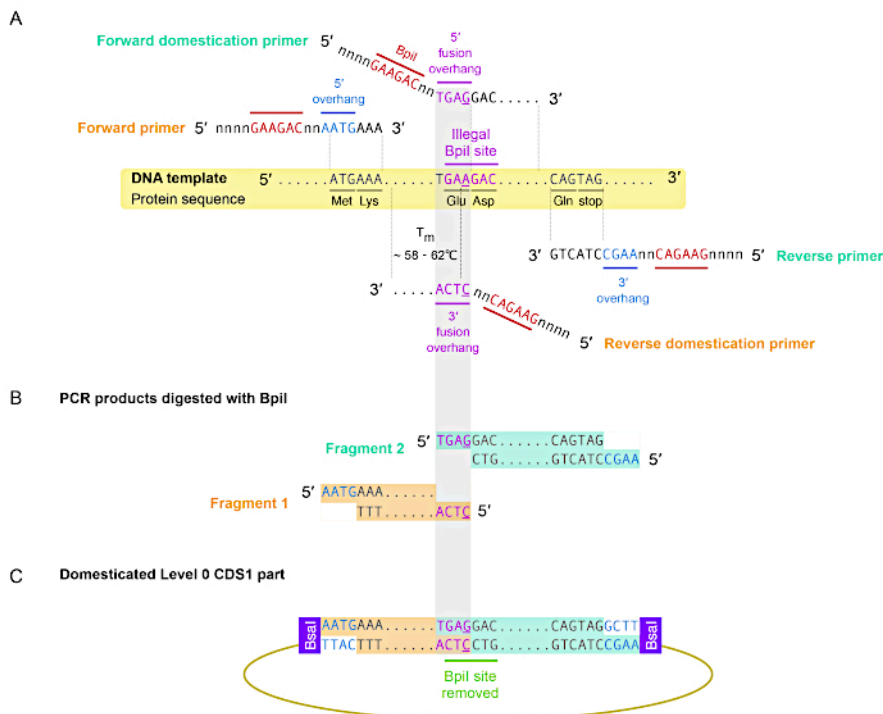 A
Forward domestication primer 5′ nnnnGAAGACnnTGAGGAC..... 3′
BpiI
5′
fusion
overhang
5′
overhang
Forward primer 5′ nnnnGAAGACnnAATGAAA 3′
Illegal
BpiI site
DNA template 5′ ......ATGAAA......TGAAGAC......CAGTAG...... 3′
Protein sequence Met Lys Glu Asp Gln stop
Tm
~ 58 - 62℃
3′ GTCATCCGAAnnCAGAAGnnnn 5′ Reverse primer
3′
overhang
3′ .....ACTCnnCAGAAGnnnn 5′ Reverse domestication primer
3′
fusion
overhang
B PCR products digested with BpiI
Fragment 2 5′ TGAGGAC......CAGTAG
CTG......GTCATCCGAA 5′
Fragment 1 5′ AATGAAA......
TTT......ACTC 5′
C Domesticated Level 0 CDS1 part
BsaI AATGAAA......TGAGGAC......CAGTAGGCTT BsaI
TTACTTT......ACTCCTG......GTCATCCGAA
BpiI site
removed